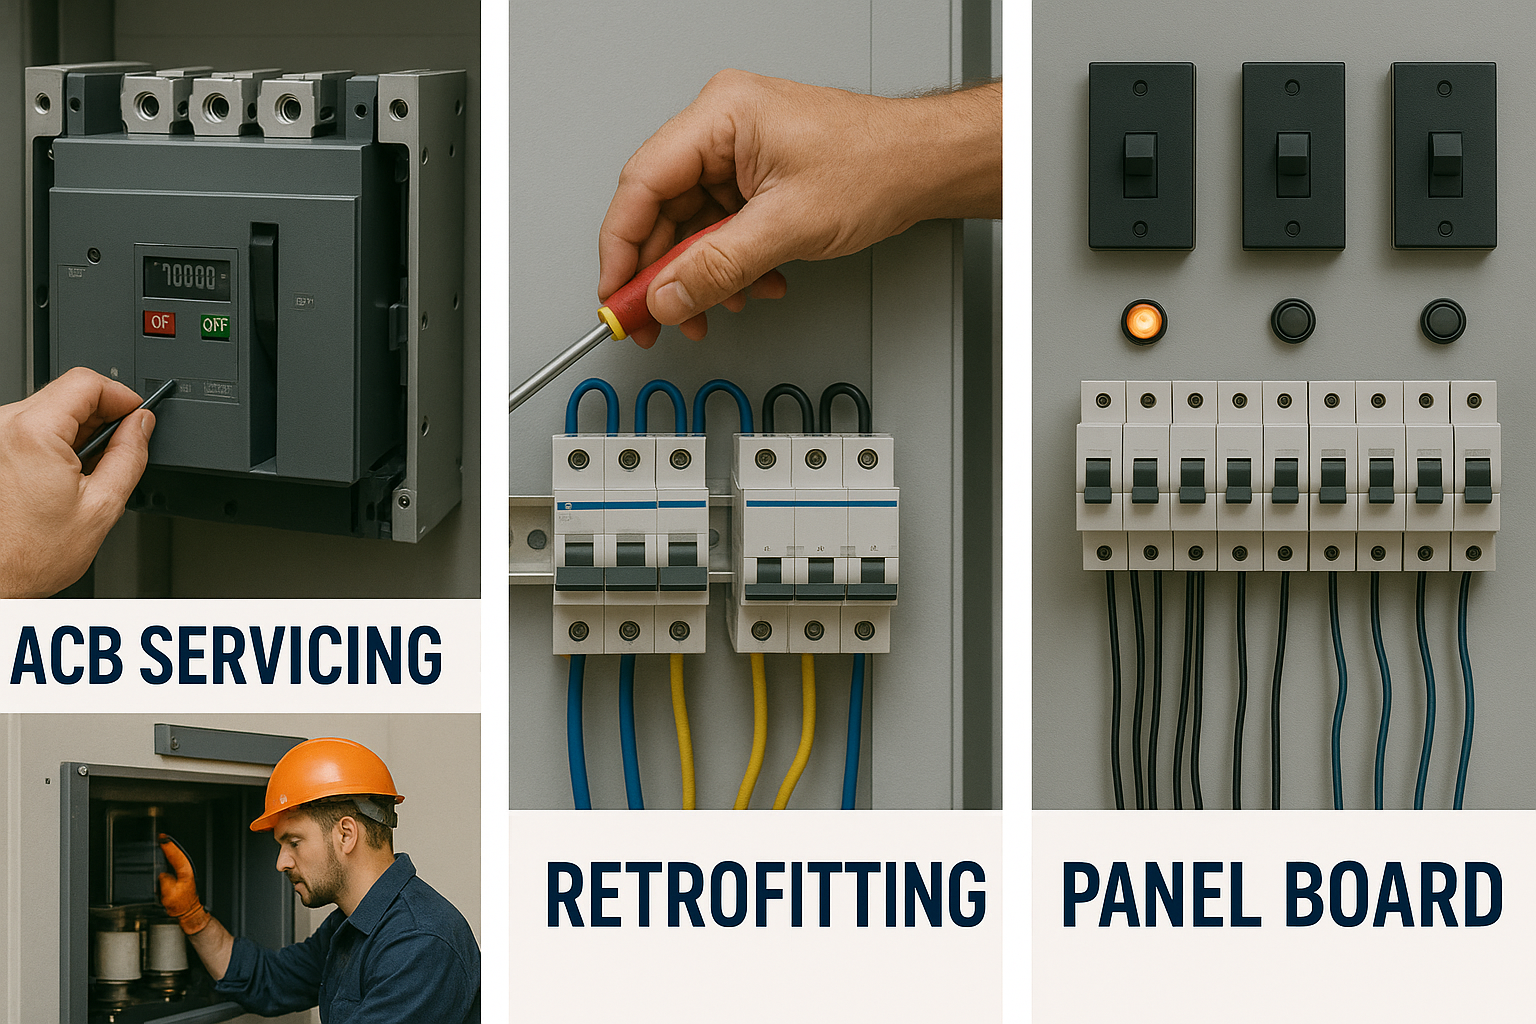 70000
OF
OFF
ACB SERVICING
RETROFITTING
PANEL BOARD